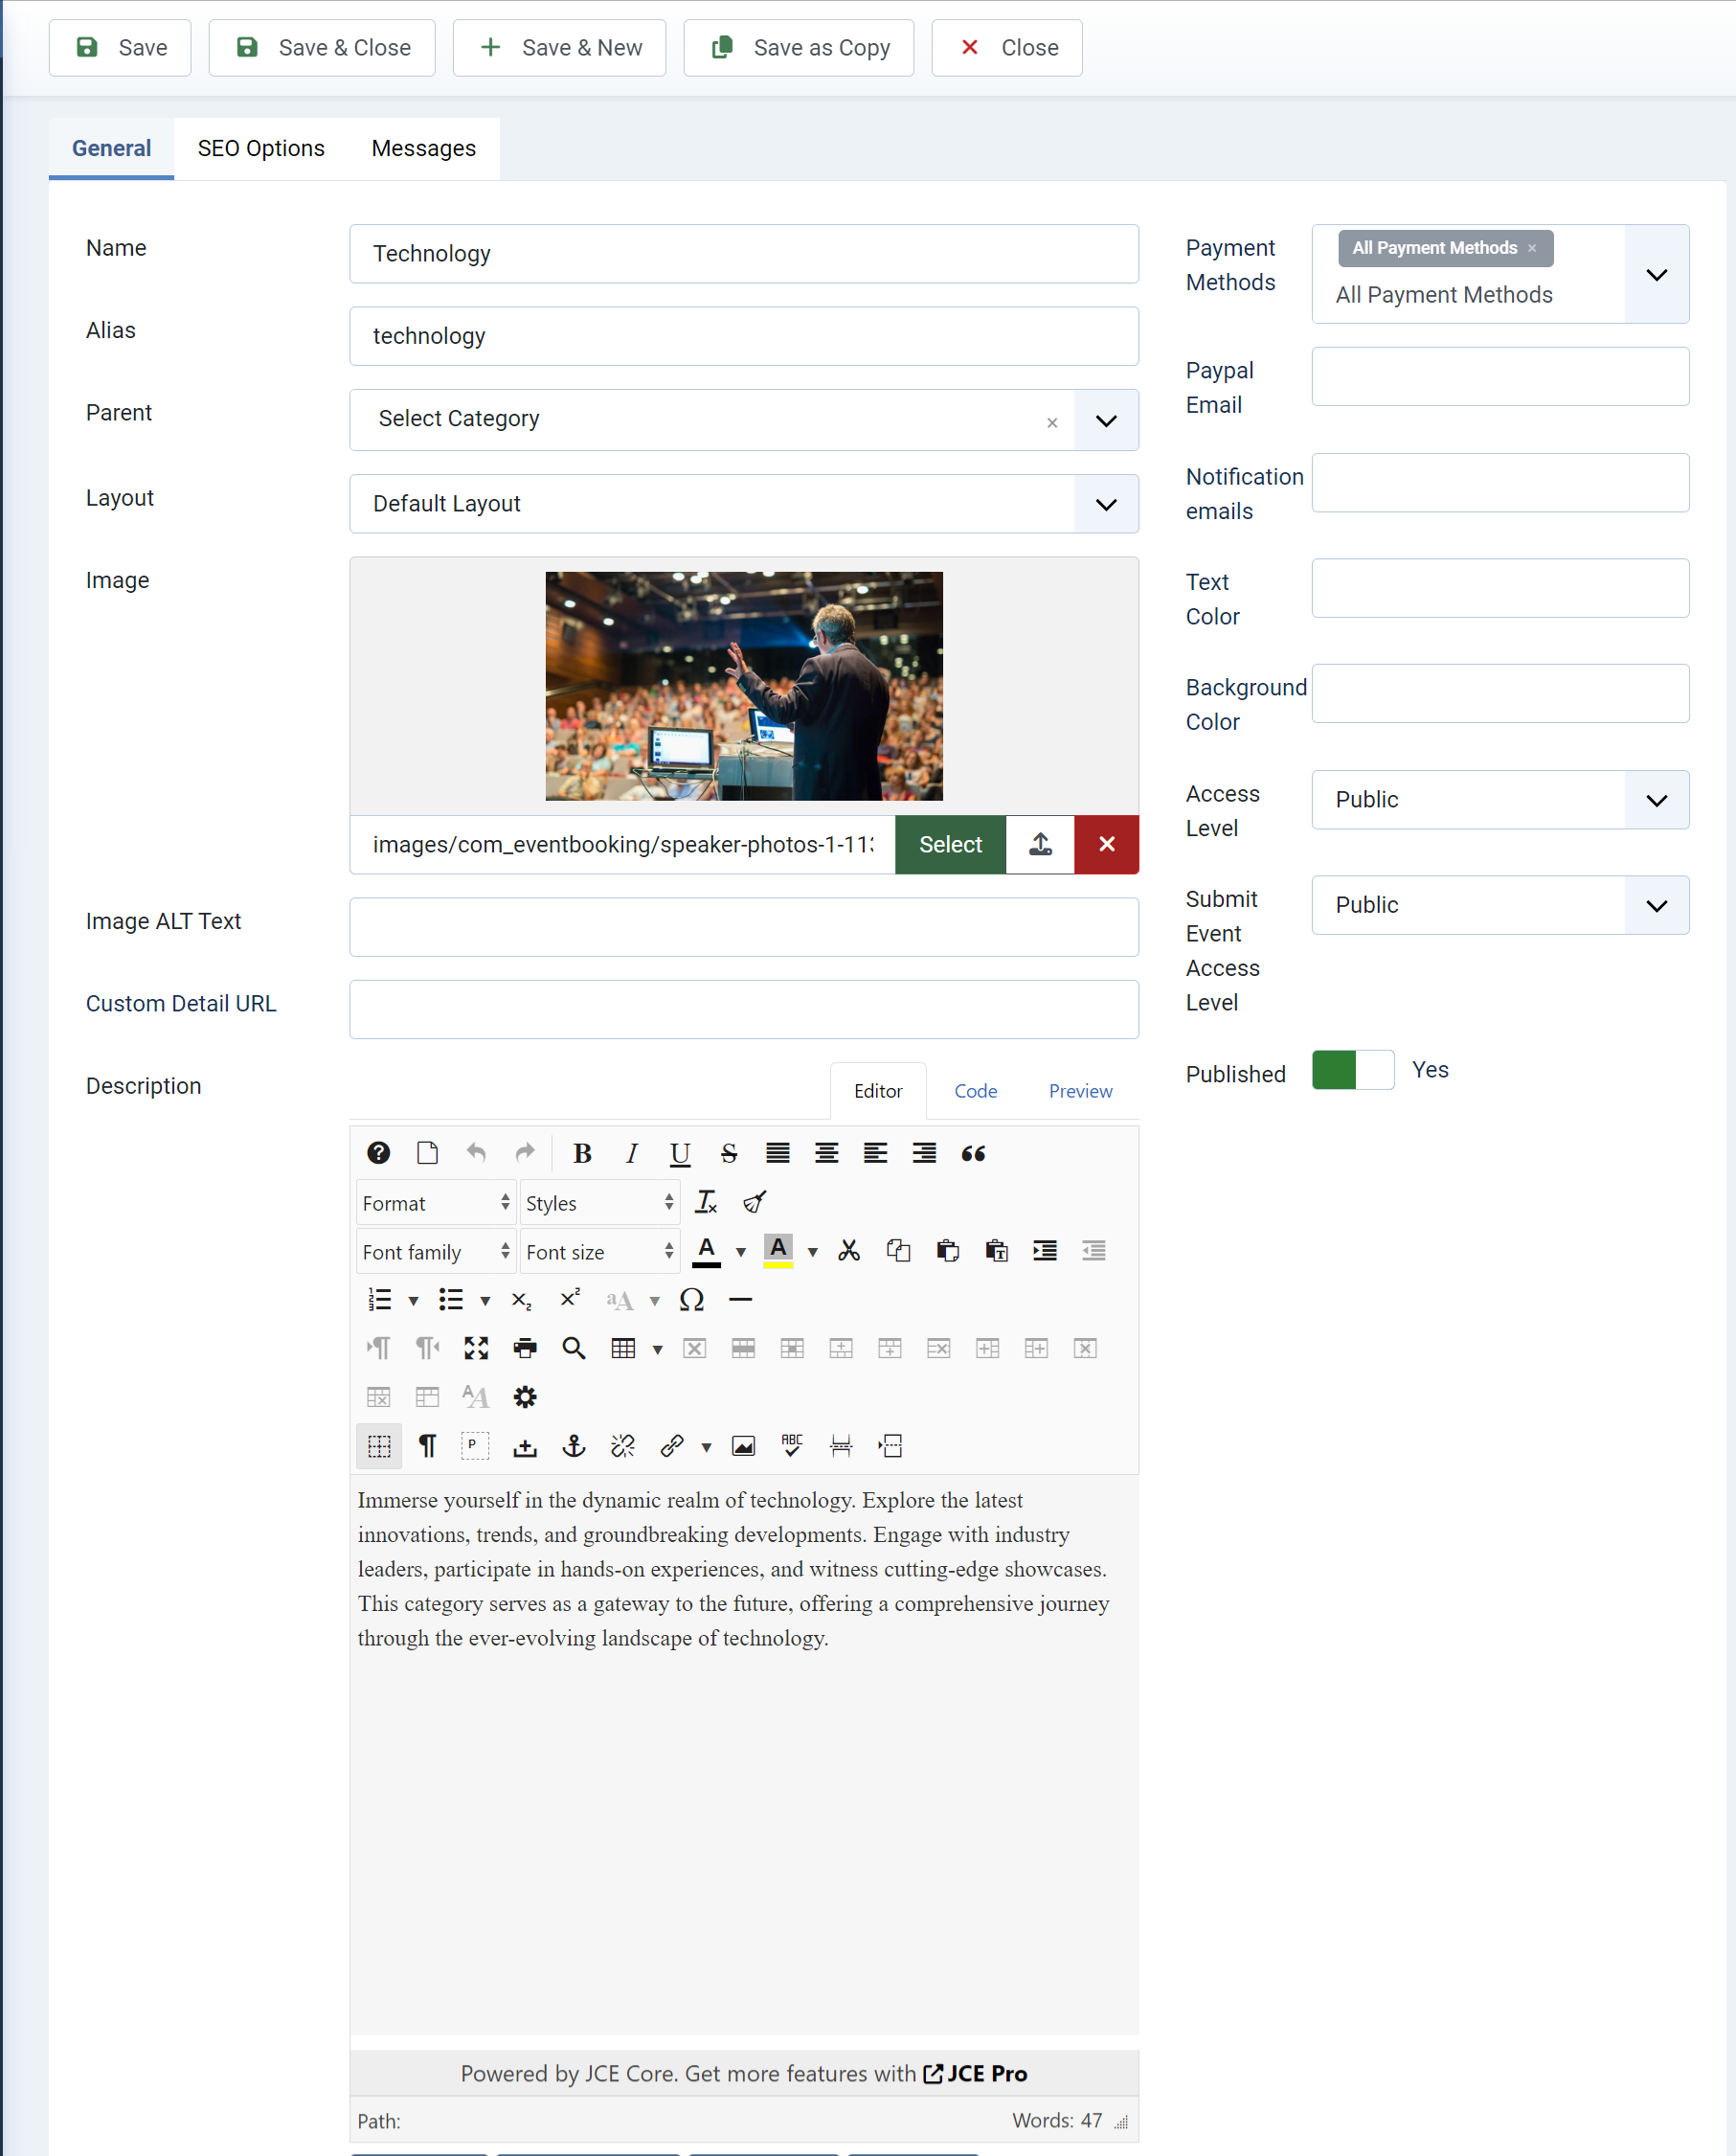 Save
Save & Close
Save & New
Save as Copy
Close
General
SEO Options
Messages
Name
Technology
Alias
technology
Parent
Select Category
Layout
Default Layout
Image
images/com_eventbooking/speaker-photos-1-11
Select
Image ALT Text
Custom Detail URL
Description
Editor
Code
Preview
Format
Styles
Font family
Font size
Immerse yourself in the dynamic realm of technology. Explore the latest
innovations, trends, and groundbreaking developments. Engage with industry
leaders, participate in hands-on experiences, and witness cutting-edge showcases.
This category serves as a gateway to the future, offering a comprehensive journey
through the ever-evolving landscape of technology.
Powered by JCE Core. Get more features with JCE Pro
Path:
Words: 47
Payment
Methods
All Payment Methods ×
All Payment Methods
Paypal
Email
Notification
emails
Text
Color
Background
Color
Access
Level
Public
Submit
Event
Access
Level
Public
Published
Yes